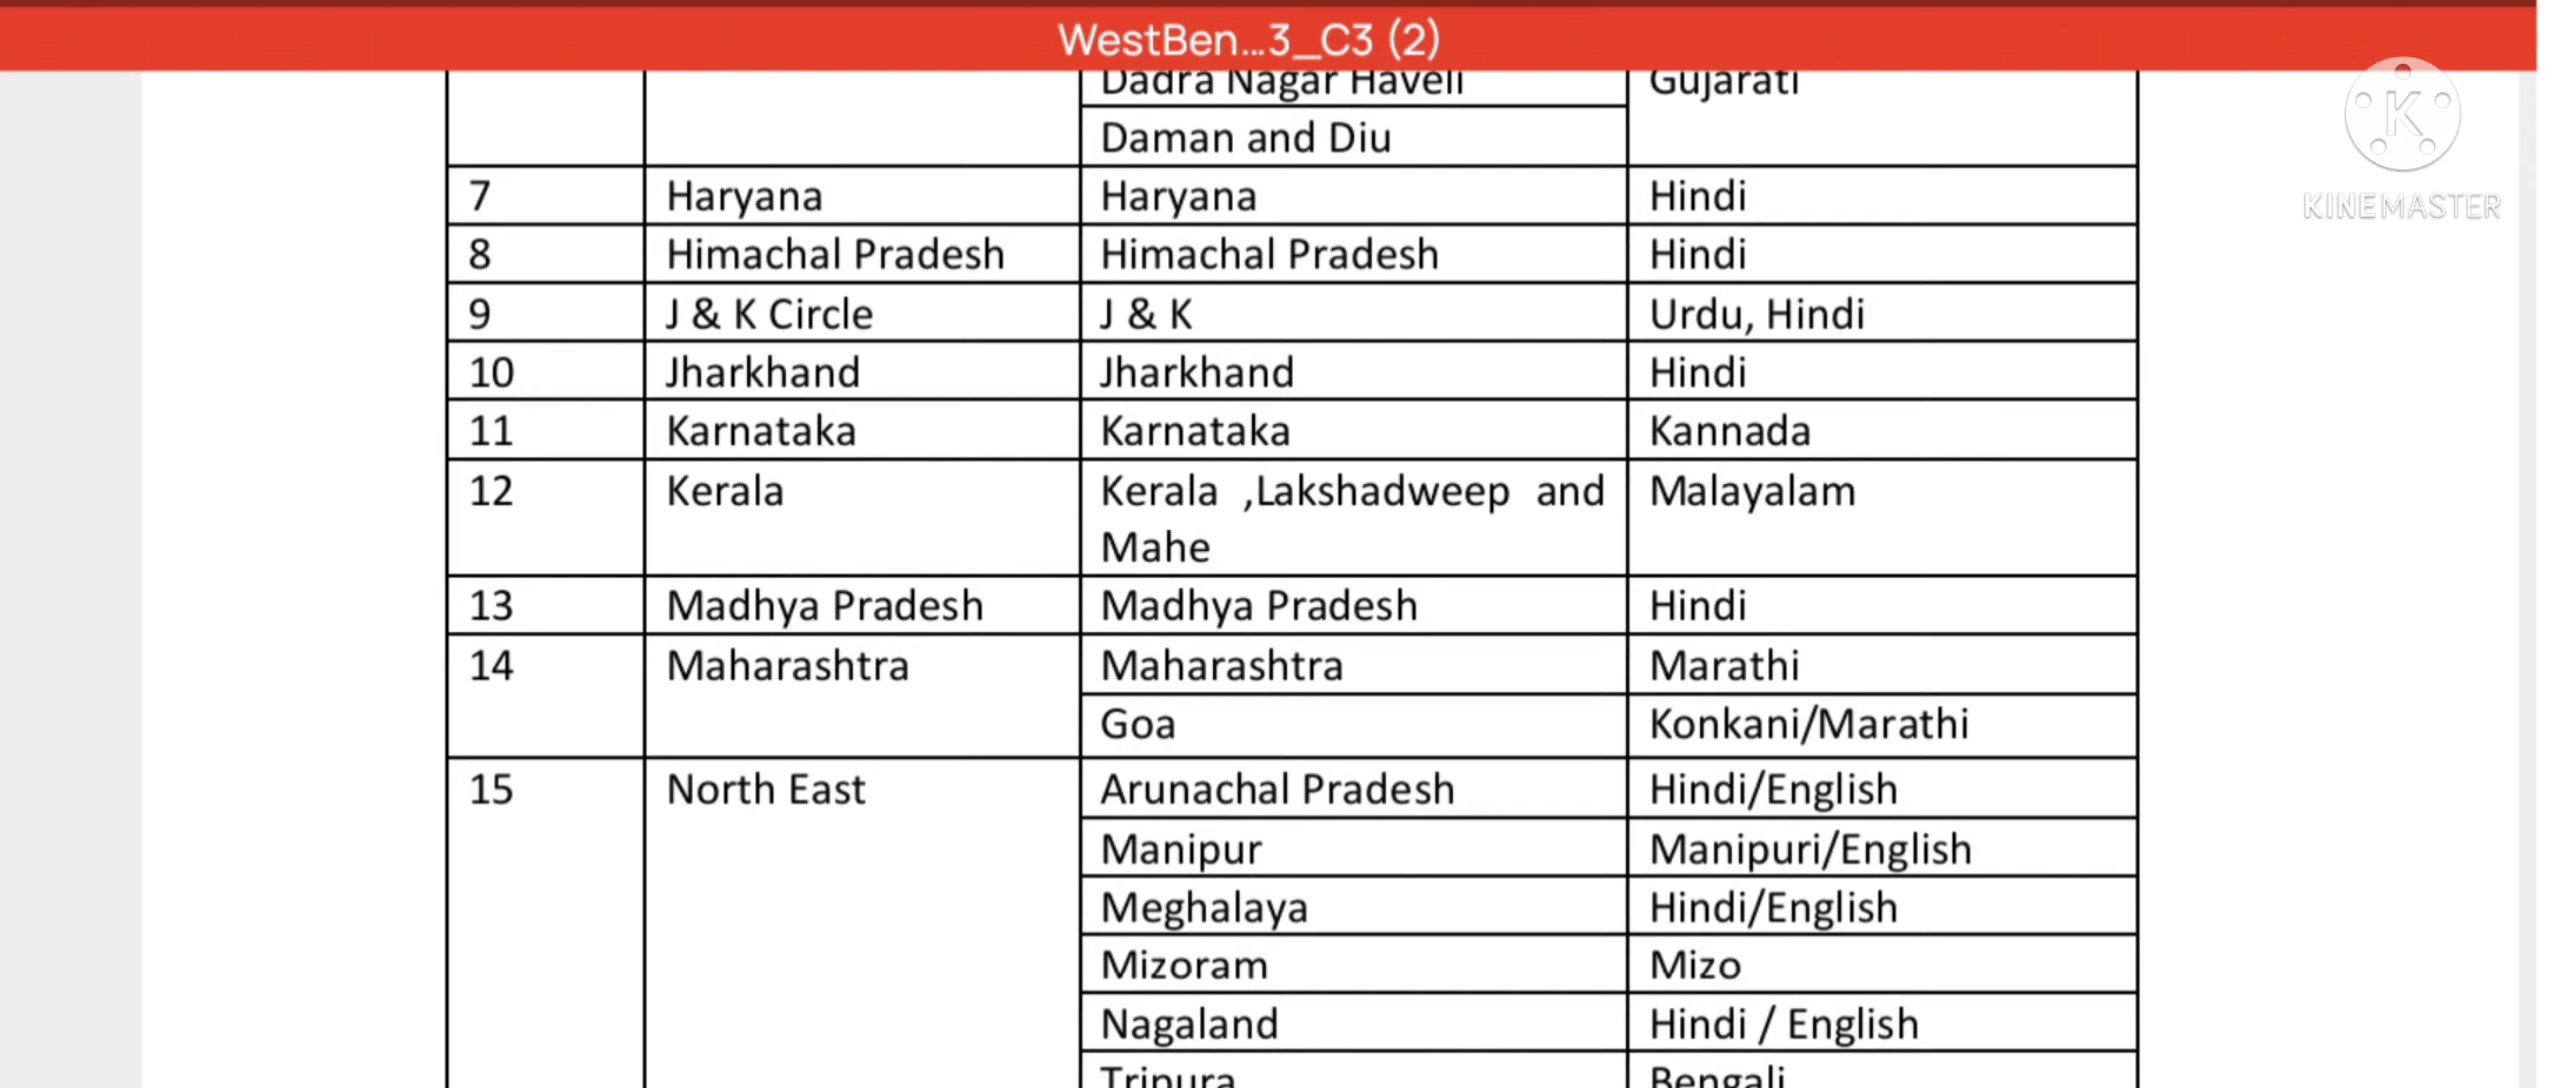 WestBen...3_C3 (2)
K
KINEMASTER
Dadra Nagar Haveli Gujarati
Daman and Diu
7 Haryana Haryana Hindi
8 Himachal Pradesh Himachal Pradesh Hindi
9 J & K Circle J & K Urdu, Hindi
10 Jharkhand Jharkhand Hindi
11 Karnataka Karnataka Kannada
12 Kerala Kerala ,Lakshadweep and Malayalam
Mahe
13 Madhya Pradesh Madhya Pradesh Hindi
14 Maharashtra Maharashtra Marathi
Goa Konkani/Marathi
15 North East Arunachal Pradesh Hindi/English
Manipur Manipuri/English
Meghalaya Hindi/English
Mizoram Mizo
Nagaland Hindi / English
Tripura Bengali